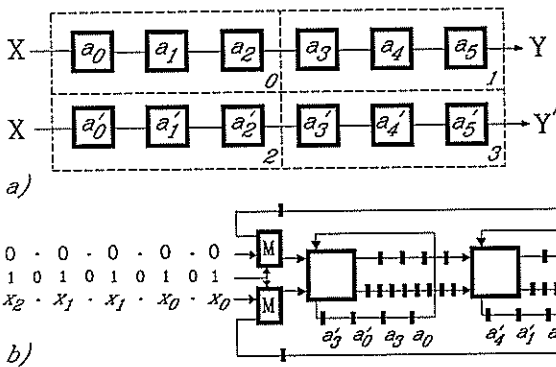 X a₀ a₁ a₂ a₃ a₄ a₅ Y
0 1
X a'₀ a'₁ a'₂ a'₃ a'₄ a'₅ Y'
2 3
a)
M
0 . 0 . 0 . 0 . 0
1 0 1 0 1 0 1 0 1
x₂ . x₁ . x₁ . x₀ . x₀
M
a'₃ a'₀ a₃ a₀ a'₄ a'₁
b)